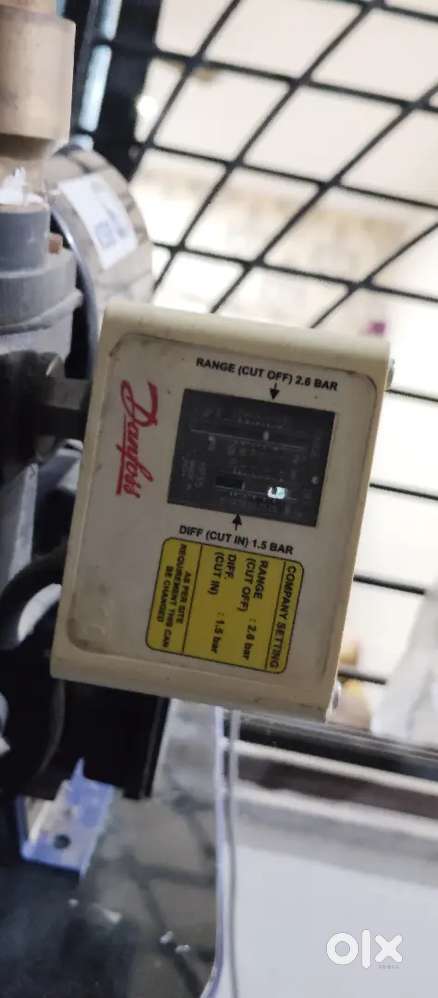 RANGE (CUT OFF) 2.6 BAR
Danfoss
DIFF (CUT IN) 1.5 BAR
COMPANY SETTING
RANGE
(CUT OFF) : 2.6 bar
DIFF.
(CUT IN) : 1.5 bar
AS PER SITE
REQUIREMENT THIS CAN
BE CHANGED
olx